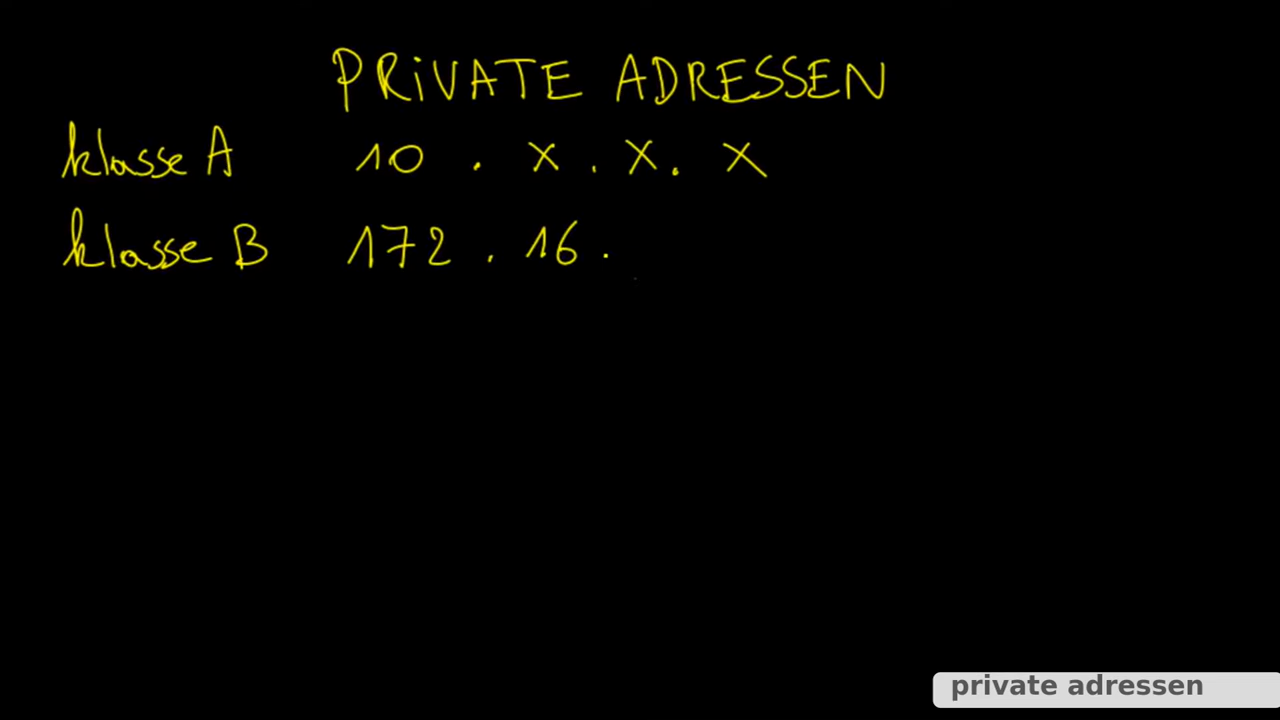 PRiVATE ADRESSEN
klasse A 10 . x . x . x
klasse B 172 . 16 .
private adressen